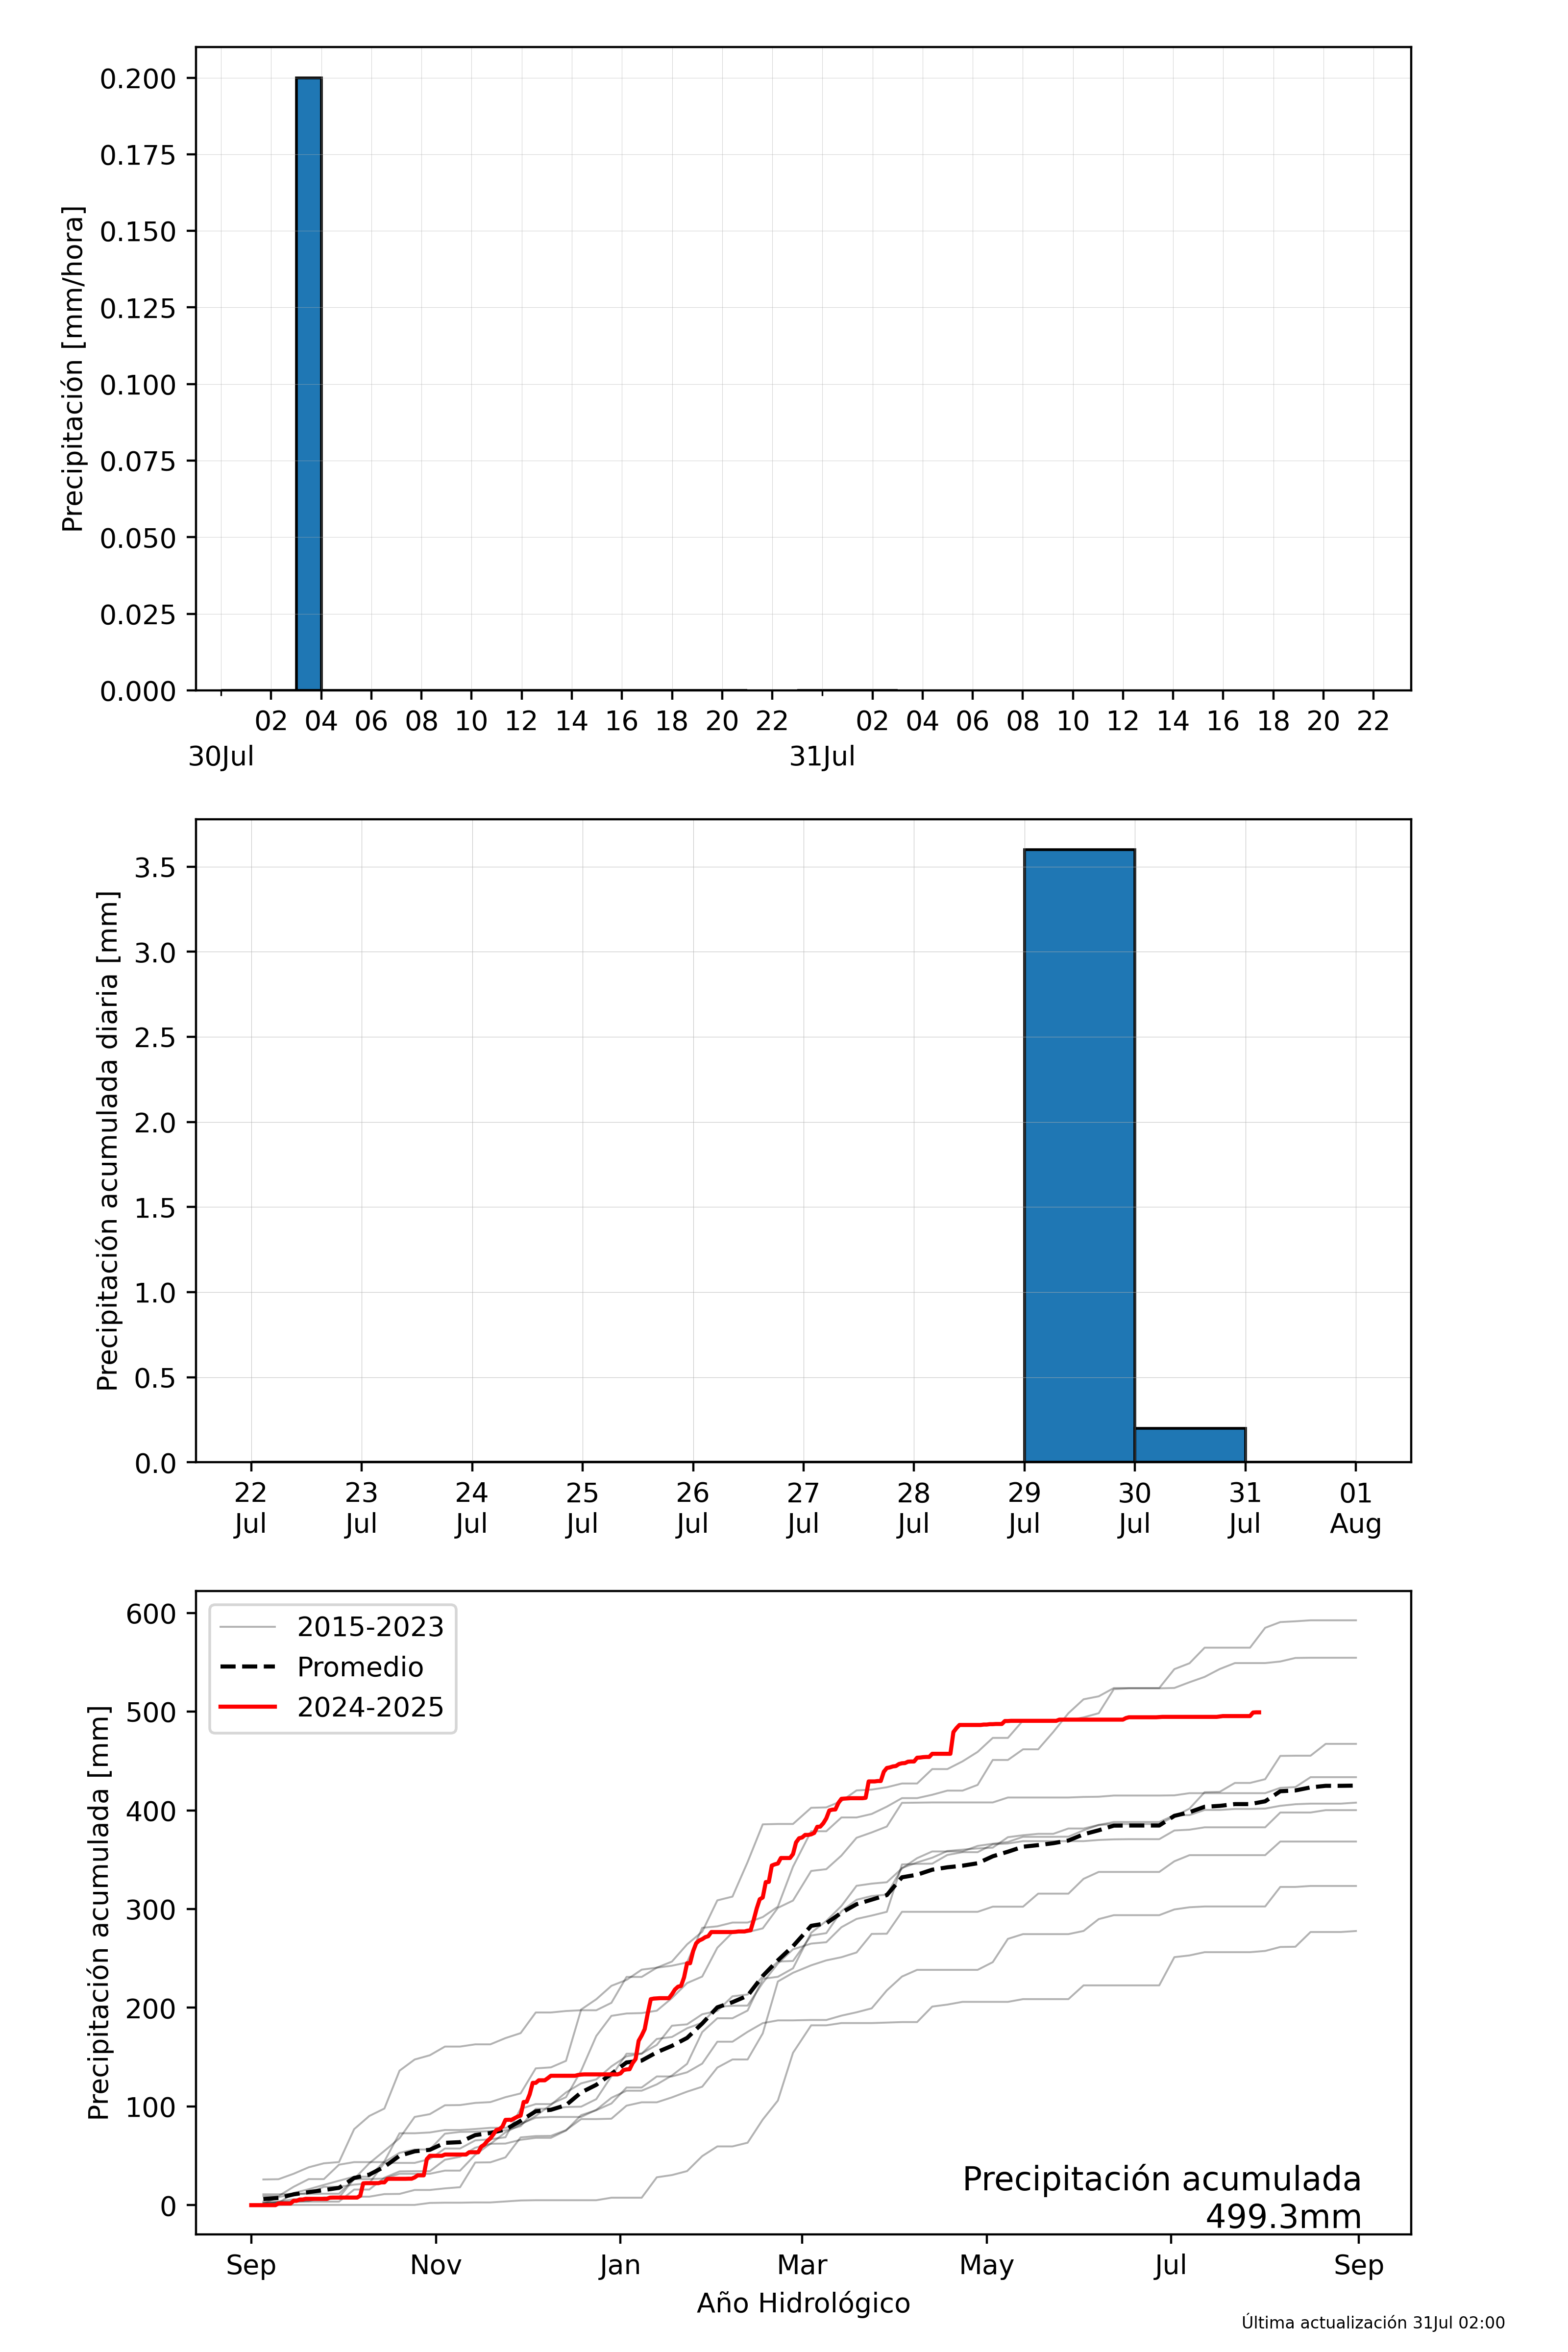 0.200
0.175
0.150
0.125
0.100
0.075
0.050
0.025
0.000
Precipitación [mm/hora]
02 04 06 08 10 12 14 16 18 20 22 02 04 06 08 10 12 14 16 18 20 22
30Jul 31Jul
3.5
3.0
2.5
2.0
1.5
1.0
0.5
0.0
Precipitación acumulada diaria [mm]
22 23 24 25 26 27 28 29 30 31 01
Jul Jul Jul Jul Jul Jul Jul Jul Jul Jul Aug
600
500
400
300
200
100
0
Precipitación acumulada [mm]
2015-2023
Promedio
2024-2025
Precipitación acumulada
499.3mm
Sep Nov Jan Mar May Jul Sep
Año Hidrológico
Última actualización 31Jul 02:00